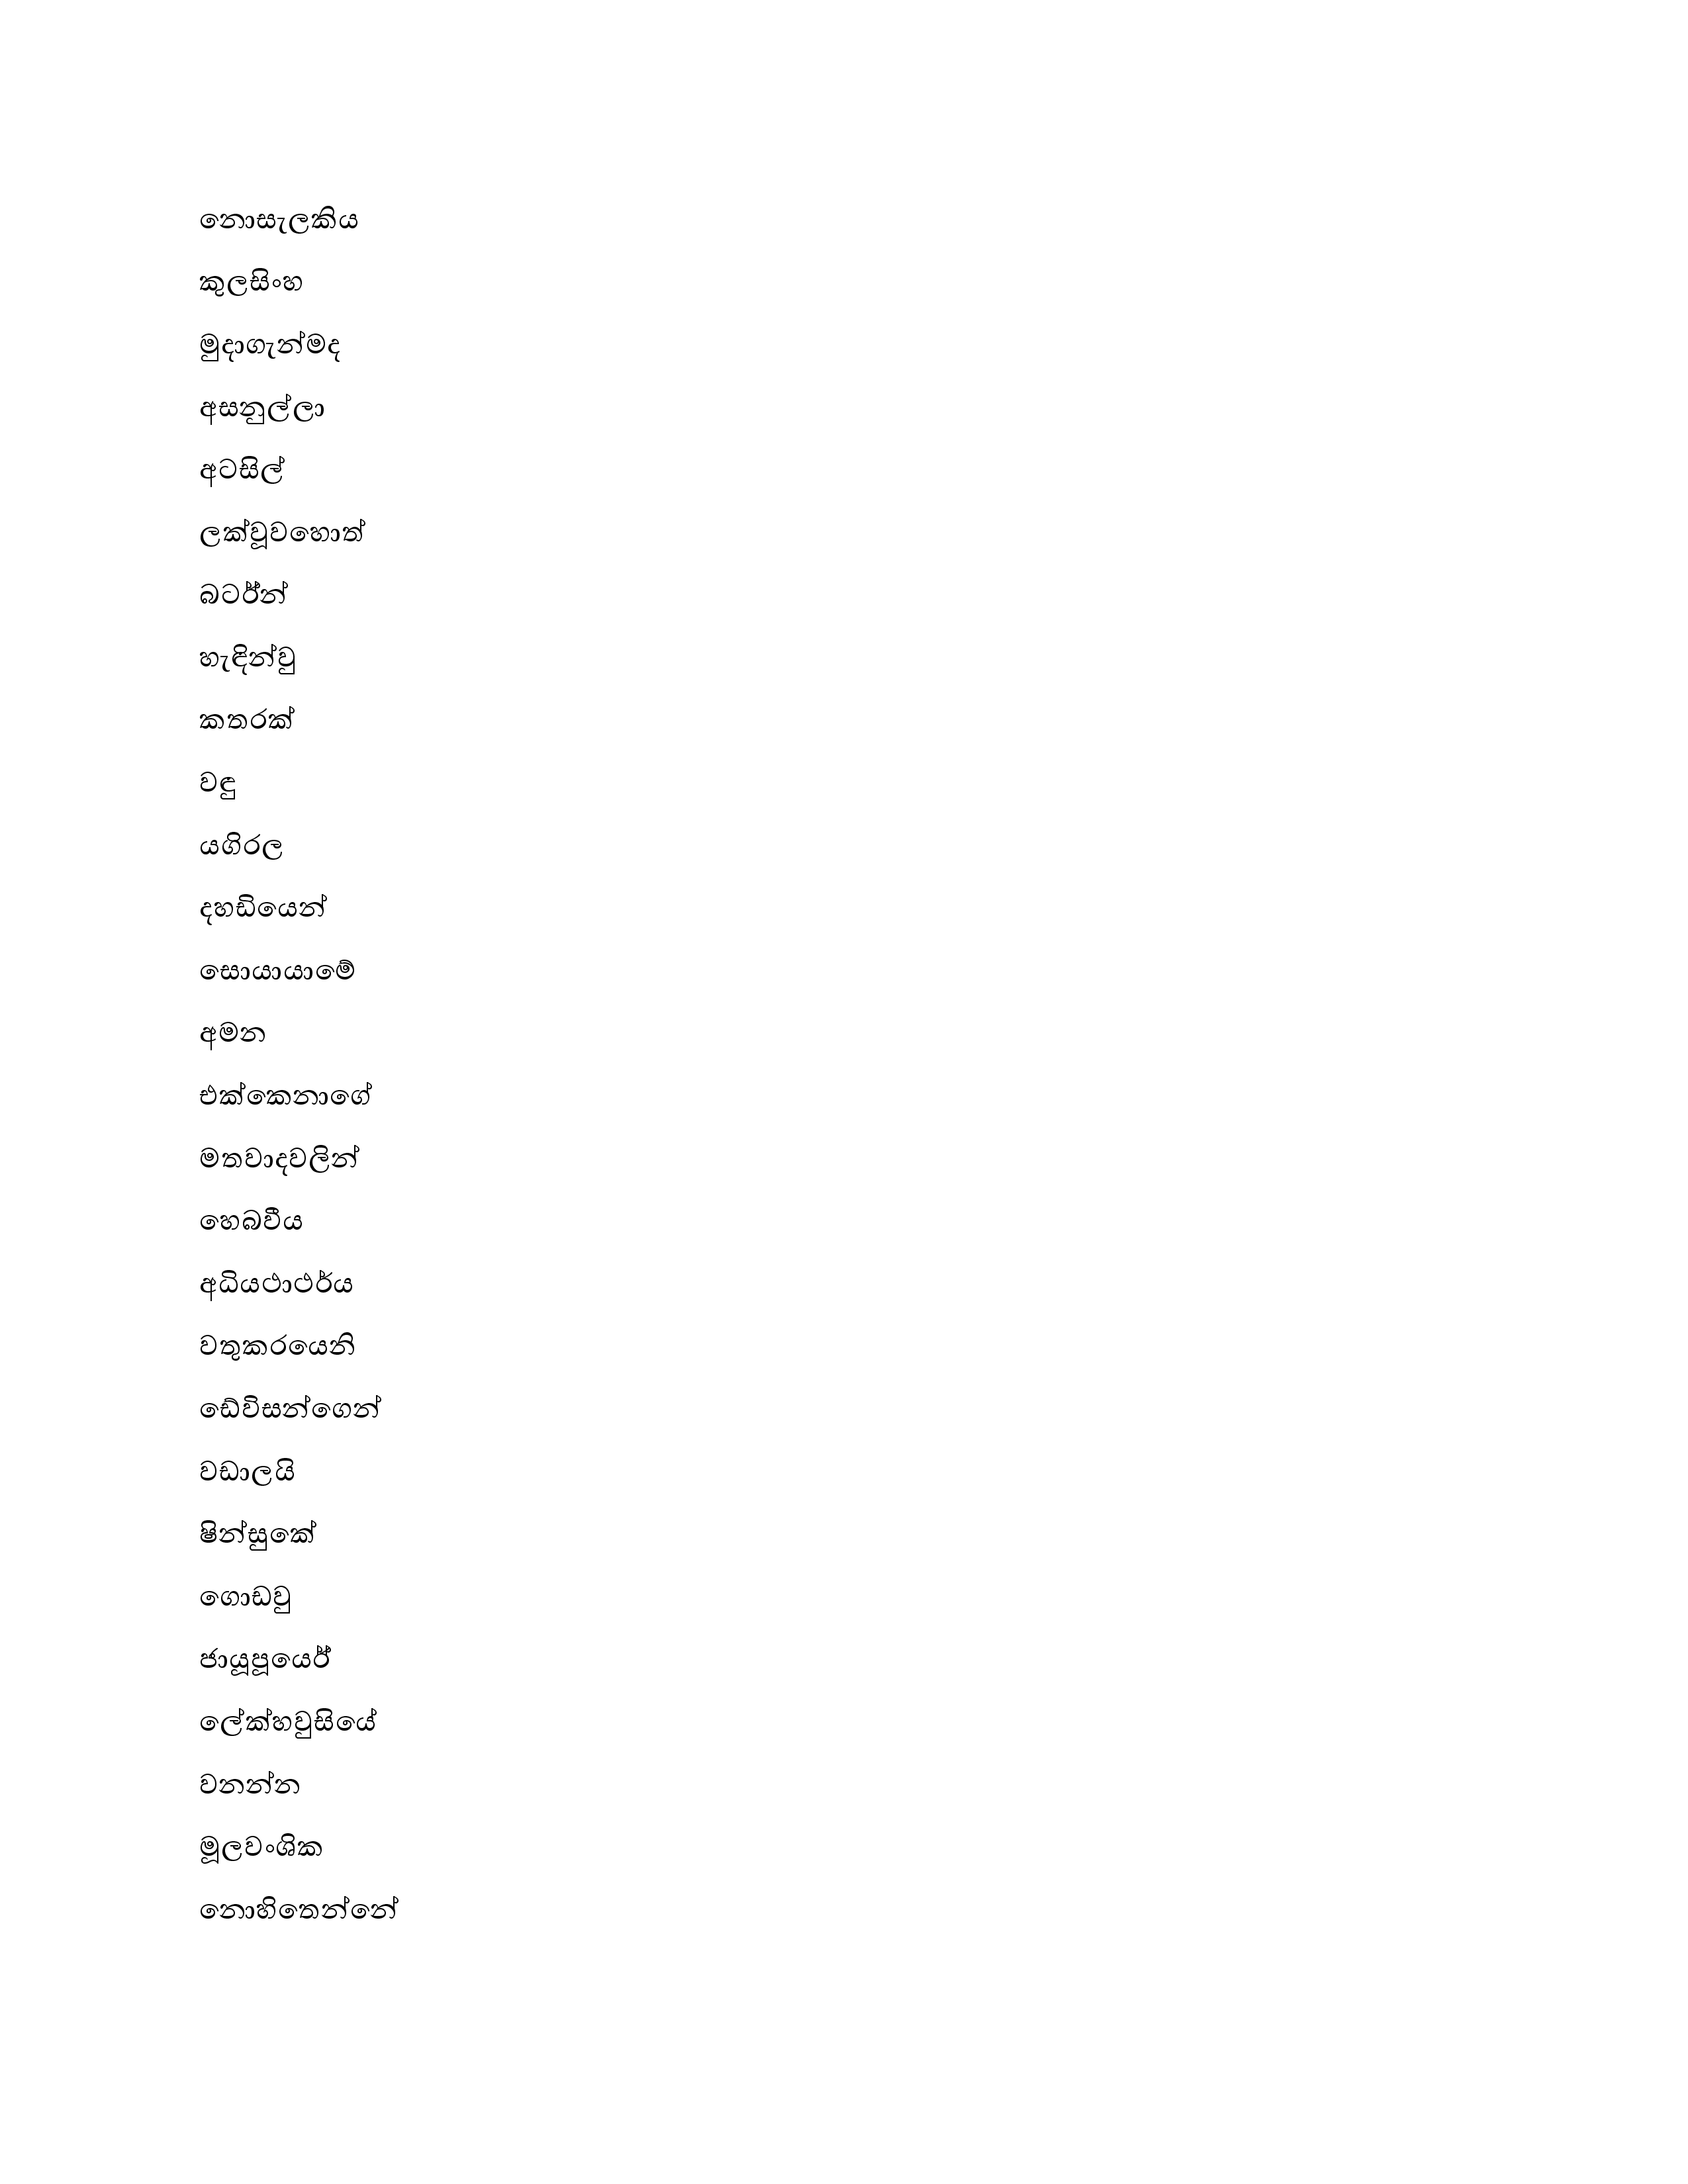 නොසැලකිය
කුලසිංහ
මුදාගැන්මද
අසනුල්ලා
අටසිල්
ලක්වූවහොත්
බටර්න්
හැඳින්වු
කතරක්
වඳු
යගිරල
දහඩියෙන්
සොයායාමේ
අමන
එක්කෙනාගේ
මතවාදවලින්
හෙබවීය
අධියථාර්ථය
වතුකරයෙනි
ඩේවිසන්ගෙන්
වඩාලයි
ෂින්සුකේ
ගොඩවු
ජායූපූර්යේ
ලේක්හවුසියේ
වනන්න
මූලවංශික
නොහිතෙන්නේ